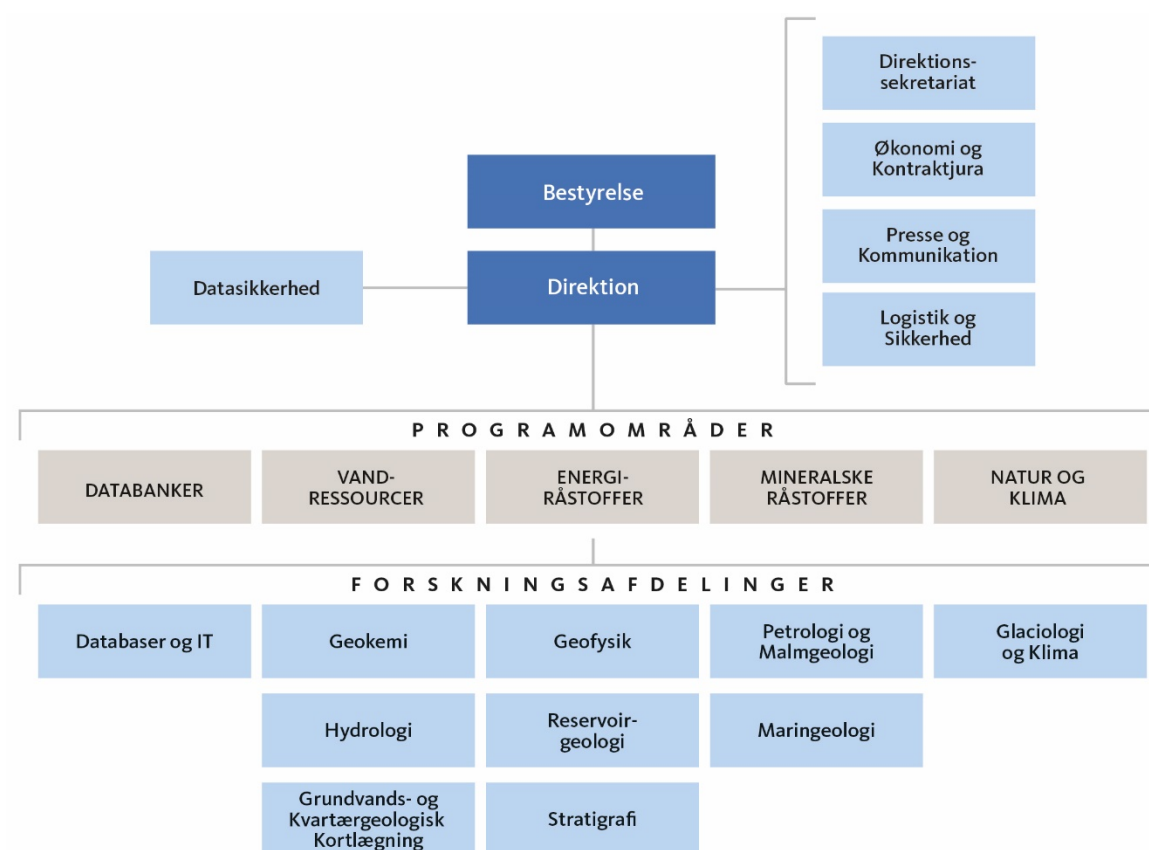 Direktions-
sekretariat
Økonomi og
Kontraktjura
Bestyrelse
Presse og
Kommunikation
Datasikkerhed
Direktion
Logistik og
Sikkerhed
PROGRAMOMRÅDER
DATABANKER
VAND-
RESSOURCER
ENERGI-
RÅSTOFFER
MINERALSKE
RÅSTOFFER
NATUR OG
KLIMA
FORSKNINGSAFDELINGER
Databaser og IT
Geokemi
Geofysik
Petrologi og
Malmgeologi
Glaciologi
og Klima
Hydrologi
Reservoir-
geologi
Maringeologi
Grundvands- og
Kvartærgeologisk
Kortlægning
Stratigrafi